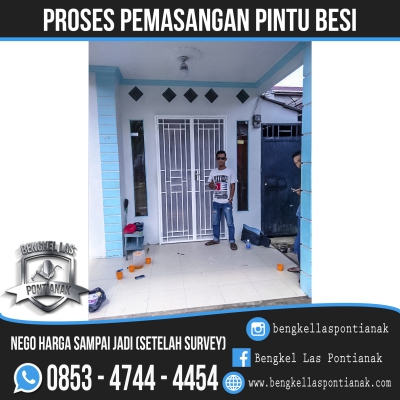 PROSES PEMASANGAN PINTU BESI
BENGKEL LAS
PONTIANAK
bengkellaspontianak
NEGO HARGA SAMPAI JADI (SETELAH SURVEY)
Bengkel Las Pontianak
0853 - 4744 - 4454
www.bengkellaspontianak.com